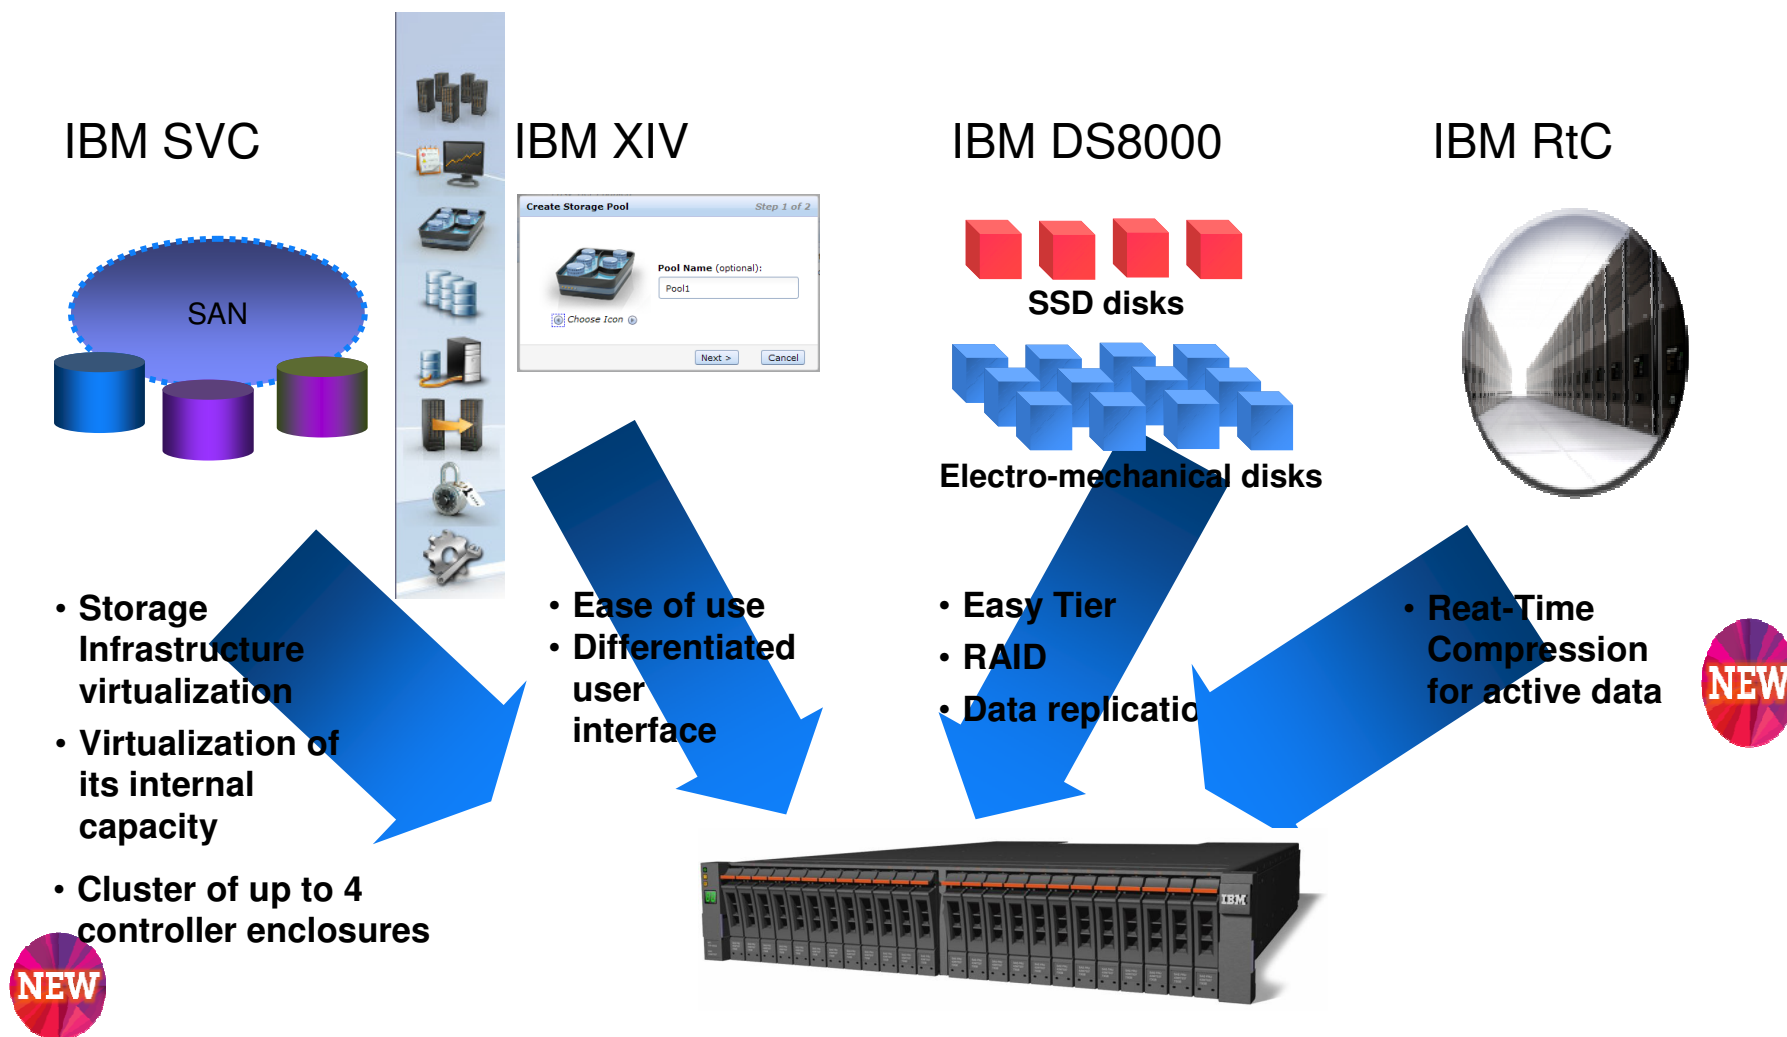 IBM SVC
IBM XIV
IBM DS8000
IBM RtC
SAN
Create Storage Pool
Step 1 of 2
Pool Name (optional):
Pool1
Choose Icon
Next >
Cancel
SSD disks
Electro-mechanical disks
• Storage
Infrastructure
virtualization
• Virtualization of
its internal
capacity
• Cluster of up to 4
controller enclosures
NEW
• Ease of use
• Differentiated
user
interface
• Easy Tier
• RAID
• Data replicatio
• Reat-Time
Compression
for active data
NEW
IBM